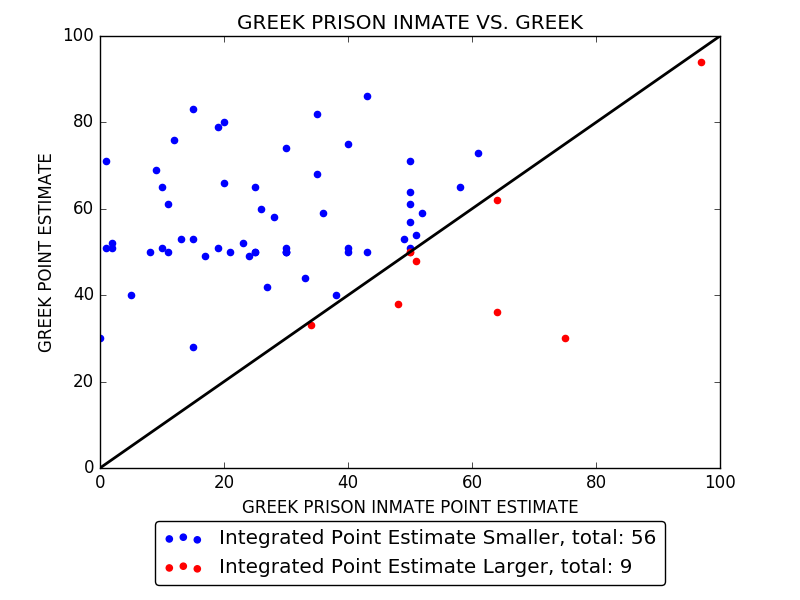 GREEK PRISON INMATE VS. GREEK
100
80
60
40
20
0
GREEK POINT ESTIMATE
0 20 40 60 80 100
GREEK PRISON INMATE POINT ESTIMATE
Integrated Point Estimate Smaller, total: 56
Integrated Point Estimate Larger, total: 9